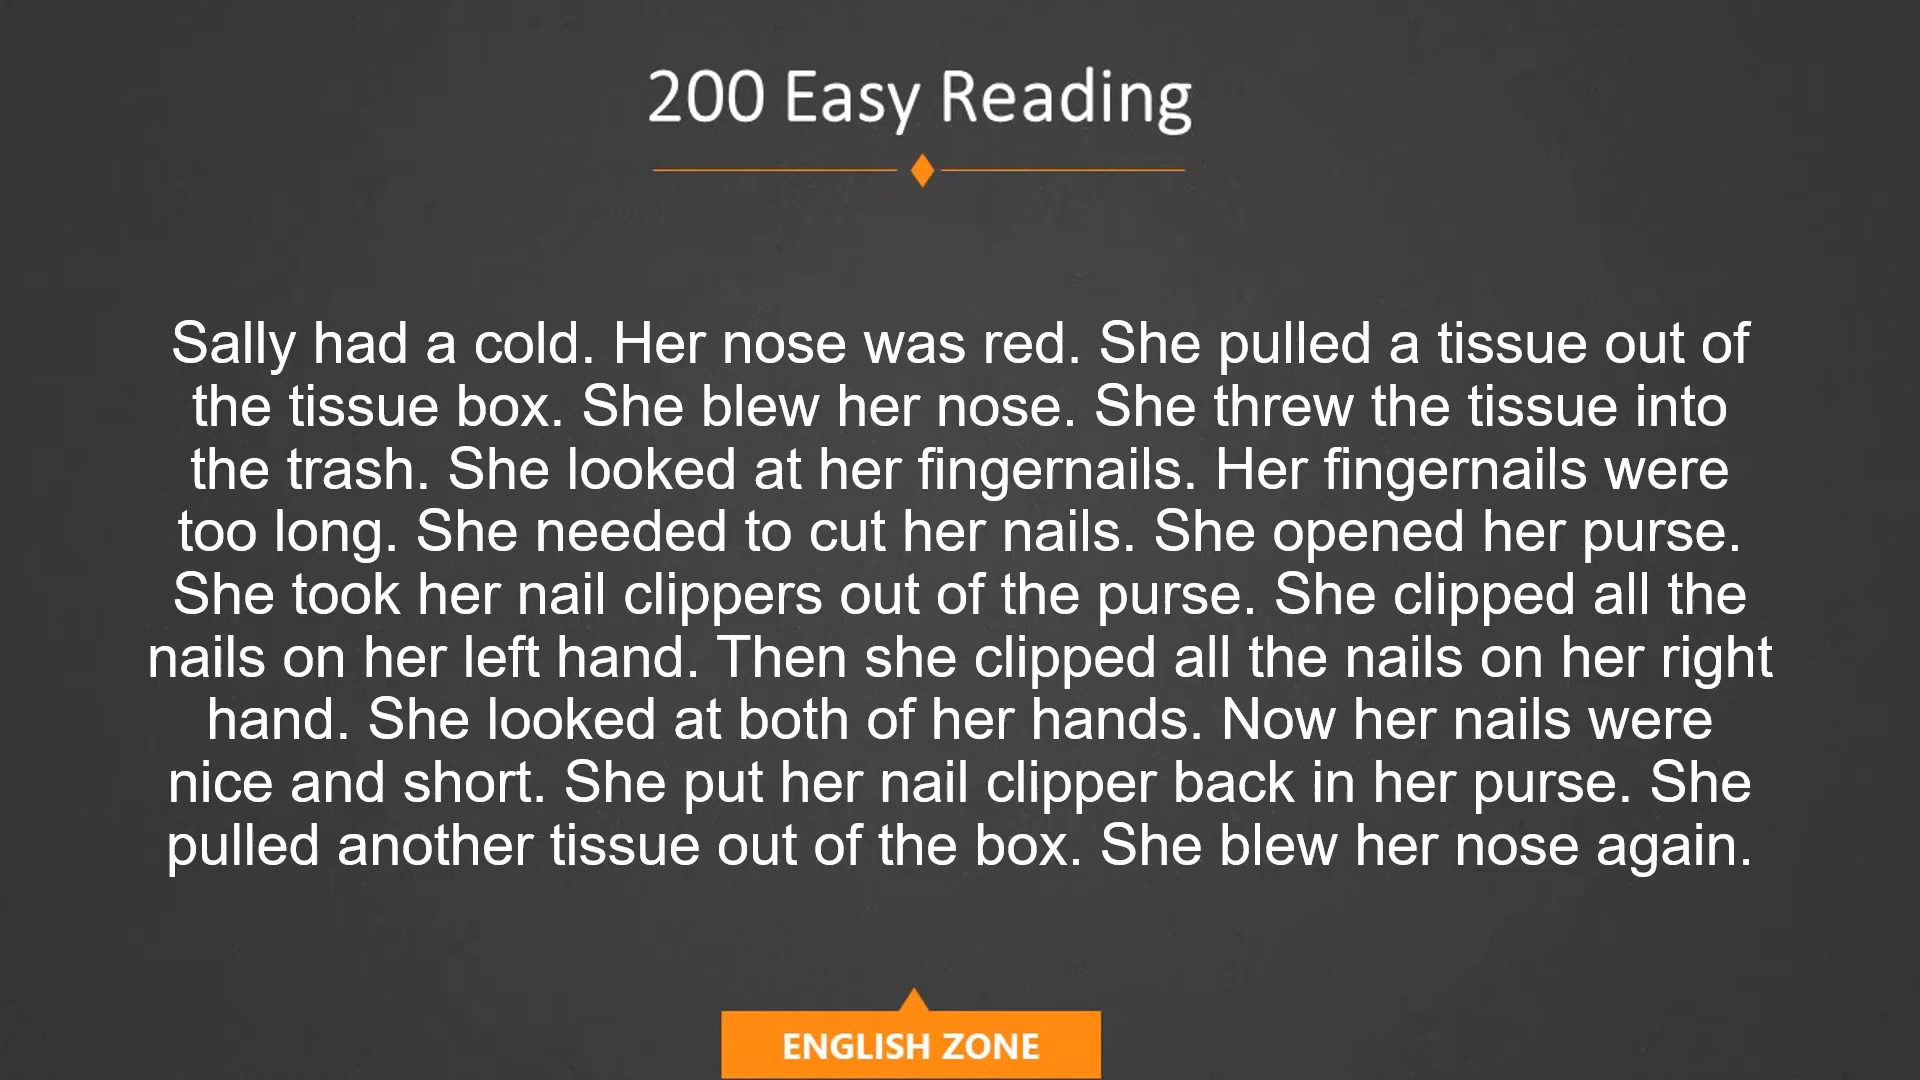 200 Easy Reading
Sally had a cold. Her nose was red. She pulled a tissue out of
the tissue box. She blew her nose. She threw the tissue into
the trash. She looked at her fingernails. Her fingernails were
too long. She needed to cut her nails. She opened her purse.
She took her nail clippers out of the purse. She clipped all the
nails on her left hand. Then she clipped all the nails on her right
hand. She looked at both of her hands. Now her nails were
nice and short. She put her nail clipper back in her purse. She
pulled another tissue out of the box. She blew her nose again.
ENGLISH ZONE